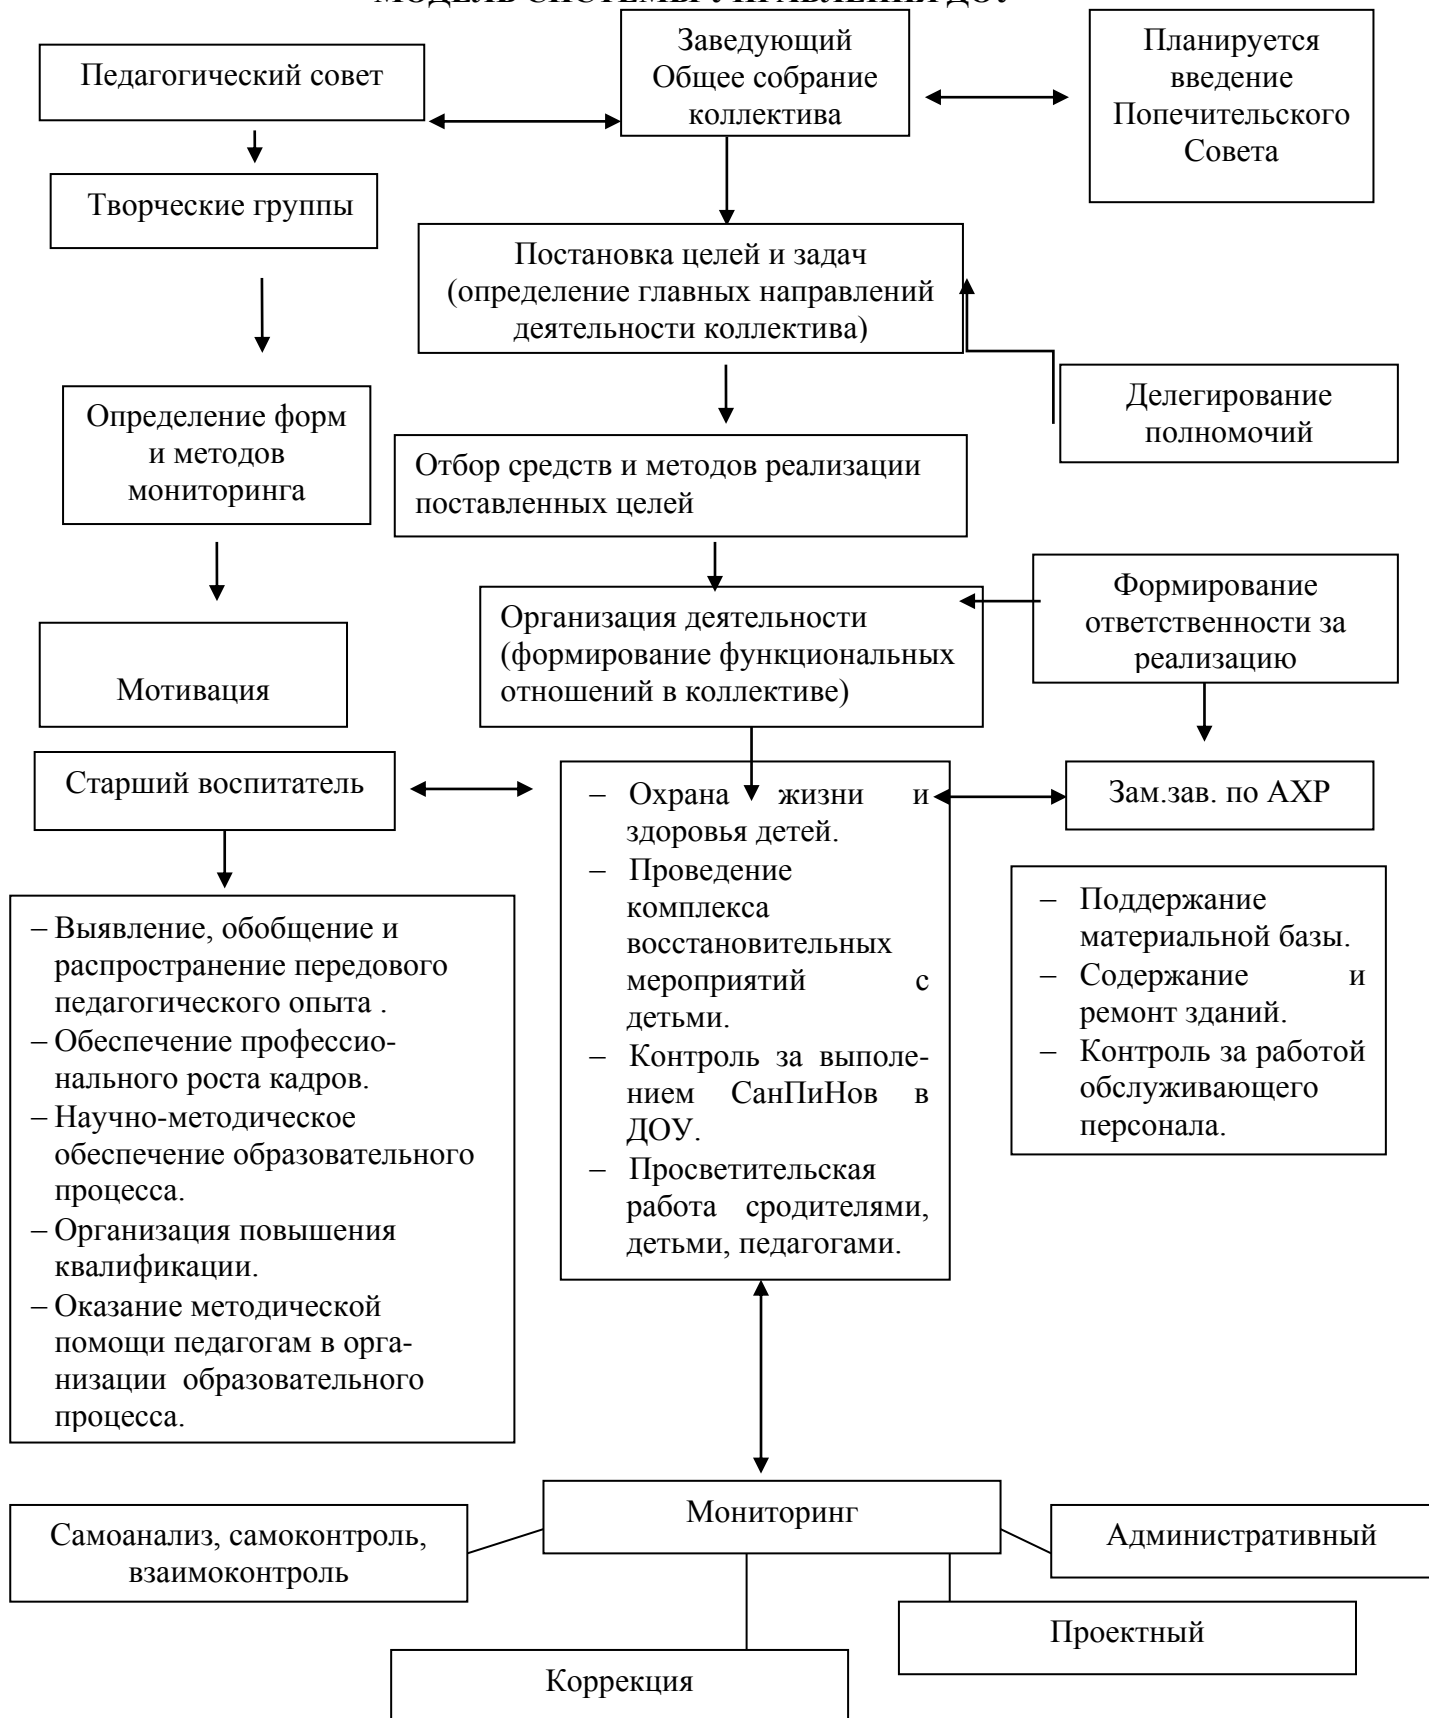 МОДЕЛЬ СИСТЕМЫ УПРАВЛЕНИЯ ДОУ
Педагогический совет
Заведующий
Общее собрание
коллектива
Планируется
введение
Попечительского
Совета
Творческие группы
Постановка целей и задач
(определение главных направлений
деятельности коллектива)
Делегирование
полномочий
Определение форм
и методов
мониторинга
Отбор средств и методов реализации
поставленных целей
Формирование
ответственности за
реализацию
Организация деятельности
(формирование функциональных
отношений в коллективе)
Мотивация
Старший воспитатель
– Охрана жизни и
здоровья детей.
– Проведение
комплекса
восстановительных
мероприятий с
детьми.
– Контроль за выполе-
нием СанПиНов в
ДОУ.
– Просветительская
работа сродителями,
детьми, педагогами.
Зам.зав. по АХР
– Поддержание
материальной базы.
– Содержание и
ремонт зданий.
– Контроль за работой
обслуживающего
персонала.
– Выявление, обобщение и
распространение передового
педагогического опыта .
– Обеспечение профессио-
нального роста кадров.
– Научно-методическое
обеспечение образовательного
процесса.
– Организация повышения
квалификации.
– Оказание методической
помощи педагогам в орга-
низации образовательного
процесса.
Мониторинг
Самоанализ, самоконтроль,
взаимоконтроль
Административный
Проектный
Коррекция